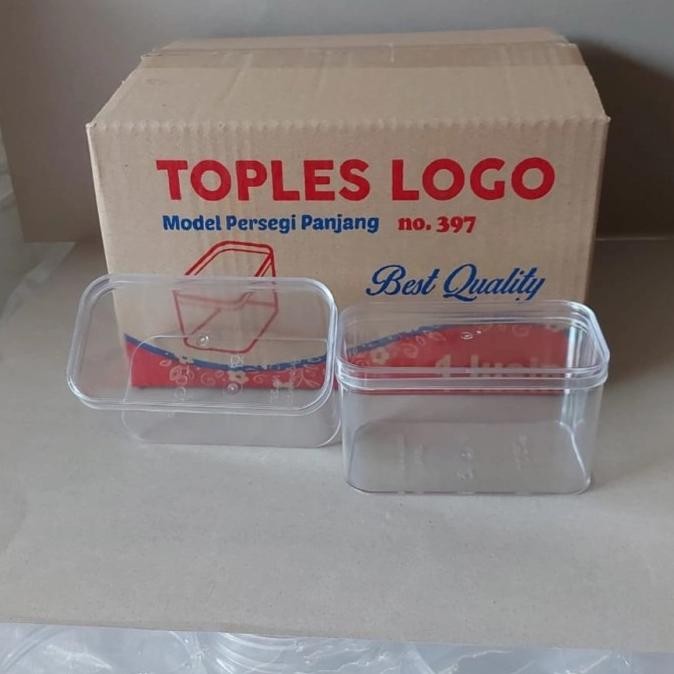 TOPLES LOGO
Model Persegi Panjang no. 397
Best Quality